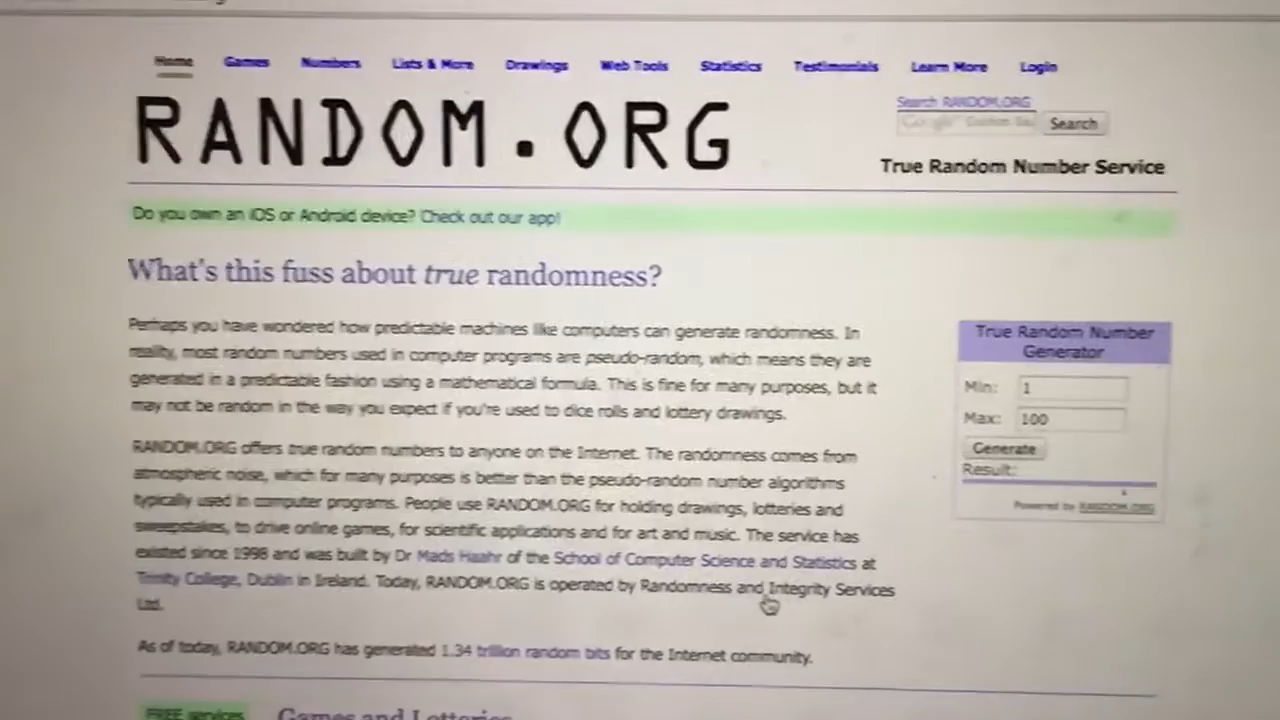 Home Games Numbers Lists & More Drawings Web Tools Statistics Testimonials Learn More Login
RANDOM.ORG
Search RANDOM.ORG
Google Custom Search
True Random Number Service
Do you own an iOS or Android device? Check out our app!
What's this fuss about true randomness?
Perhaps you have wondered how predictable machines like computers can generate randomness. In
reality, most random numbers used in computer programs are pseudo-random, which means they are
generated in a predictable fashion using a mathematical formula. This is fine for many purposes, but it
may not be random in the way you expect if you're used to dice rolls and lottery drawings.
RANDOM.ORG offers true random numbers to anyone on the Internet. The randomness comes from
atmospheric noise, which for many purposes is better than the pseudo-random number algorithms
typically used in computer programs. People use RANDOM.ORG for holding drawings, lotteries and
sweepstakes, to drive online games, for scientific applications and for art and music. The service has
existed since 1998 and was built by Dr Mads Haahr of the School of Computer Science and Statistics at
Trinity College, Dublin in Ireland. Today, RANDOM.ORG is operated by Randomness and Integrity Services
Ltd.
As of today, RANDOM.ORG has generated 1.34 trillion random bits for the Internet community.
True Random Number
Generator
Min: 1
Max: 100
Generate
Result:
Powered by RANDOM.ORG
FREE services
Games and Lotteries